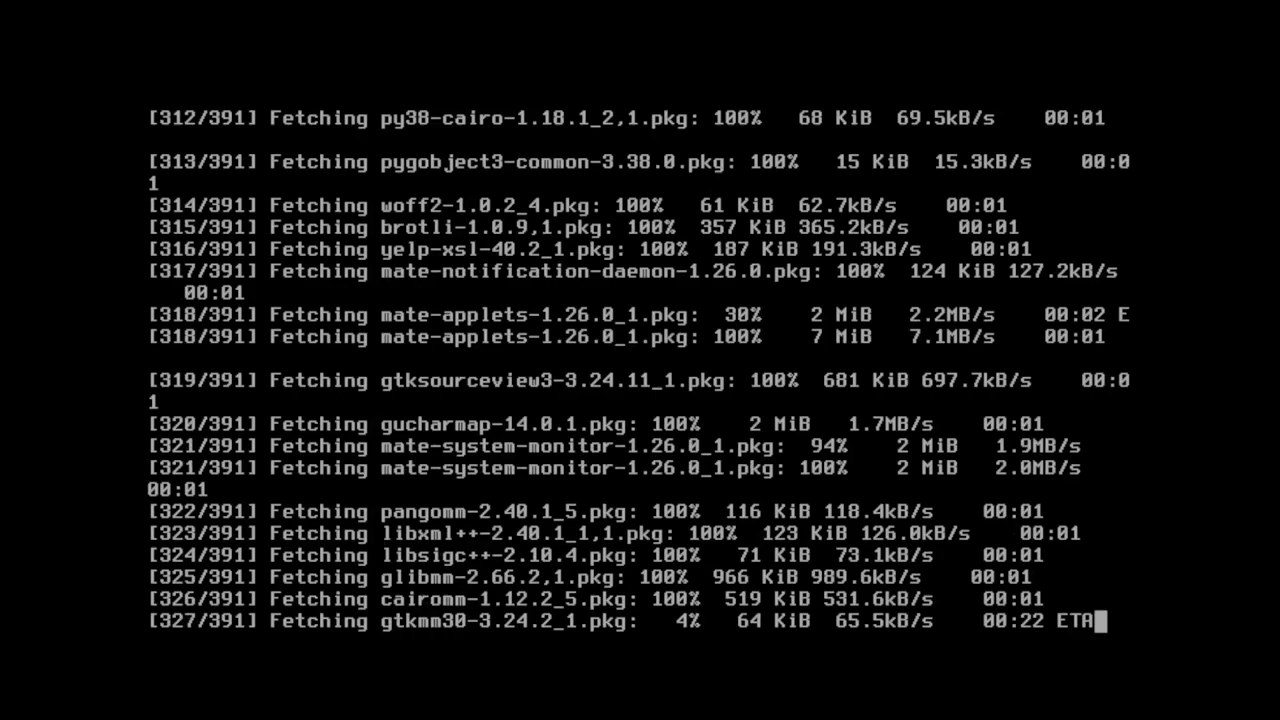 [312/391] Fetching py38-cairo-1.18.1_2,1.pkg: 100%   68 KiB  69.5kB/s    00:01
[313/391] Fetching pygobject3-common-3.38.0.pkg: 100%   15 KiB  15.3kB/s    00:0
1
[314/391] Fetching woff2-1.0.2_4.pkg: 100%   61 KiB  62.7kB/s    00:01
[315/391] Fetching brotli-1.0.9,1.pkg: 100%  357 KiB 365.2kB/s    00:01
[316/391] Fetching yelp-xsl-40.2_1.pkg: 100%  187 KiB 191.3kB/s    00:01
[317/391] Fetching mate-notification-daemon-1.26.0.pkg: 100%  124 KiB 127.2kB/s
   00:01
[318/391] Fetching mate-applets-1.26.0_1.pkg:  30%    2 MiB   2.2MB/s    00:02 E
[318/391] Fetching mate-applets-1.26.0_1.pkg: 100%    7 MiB   7.1MB/s    00:01
[319/391] Fetching gtksourceview3-3.24.11_1.pkg: 100%  681 KiB 697.7kB/s    00:0
1
[320/391] Fetching gucharmap-14.0.1.pkg: 100%    2 MiB   1.7MB/s    00:01
[321/391] Fetching mate-system-monitor-1.26.0_1.pkg:  94%    2 MiB   1.9MB/s
[321/391] Fetching mate-system-monitor-1.26.0_1.pkg: 100%    2 MiB   2.0MB/s
00:01
[322/391] Fetching pangomm-2.40.1_5.pkg: 100%  116 KiB 118.4kB/s    00:01
[323/391] Fetching libxml++-2.40.1_1,1.pkg: 100%  123 KiB 126.0kB/s    00:01
[324/391] Fetching libsigc++-2.10.4.pkg: 100%   71 KiB  73.1kB/s    00:01
[325/391] Fetching glibmm-2.66.2,1.pkg: 100%  966 KiB 989.6kB/s    00:01
[326/391] Fetching cairomm-1.12.2_5.pkg: 100%  519 KiB 531.6kB/s    00:01
[327/391] Fetching gtkmm30-3.24.2_1.pkg:   4%   64 KiB  65.5kB/s    00:22 ETA